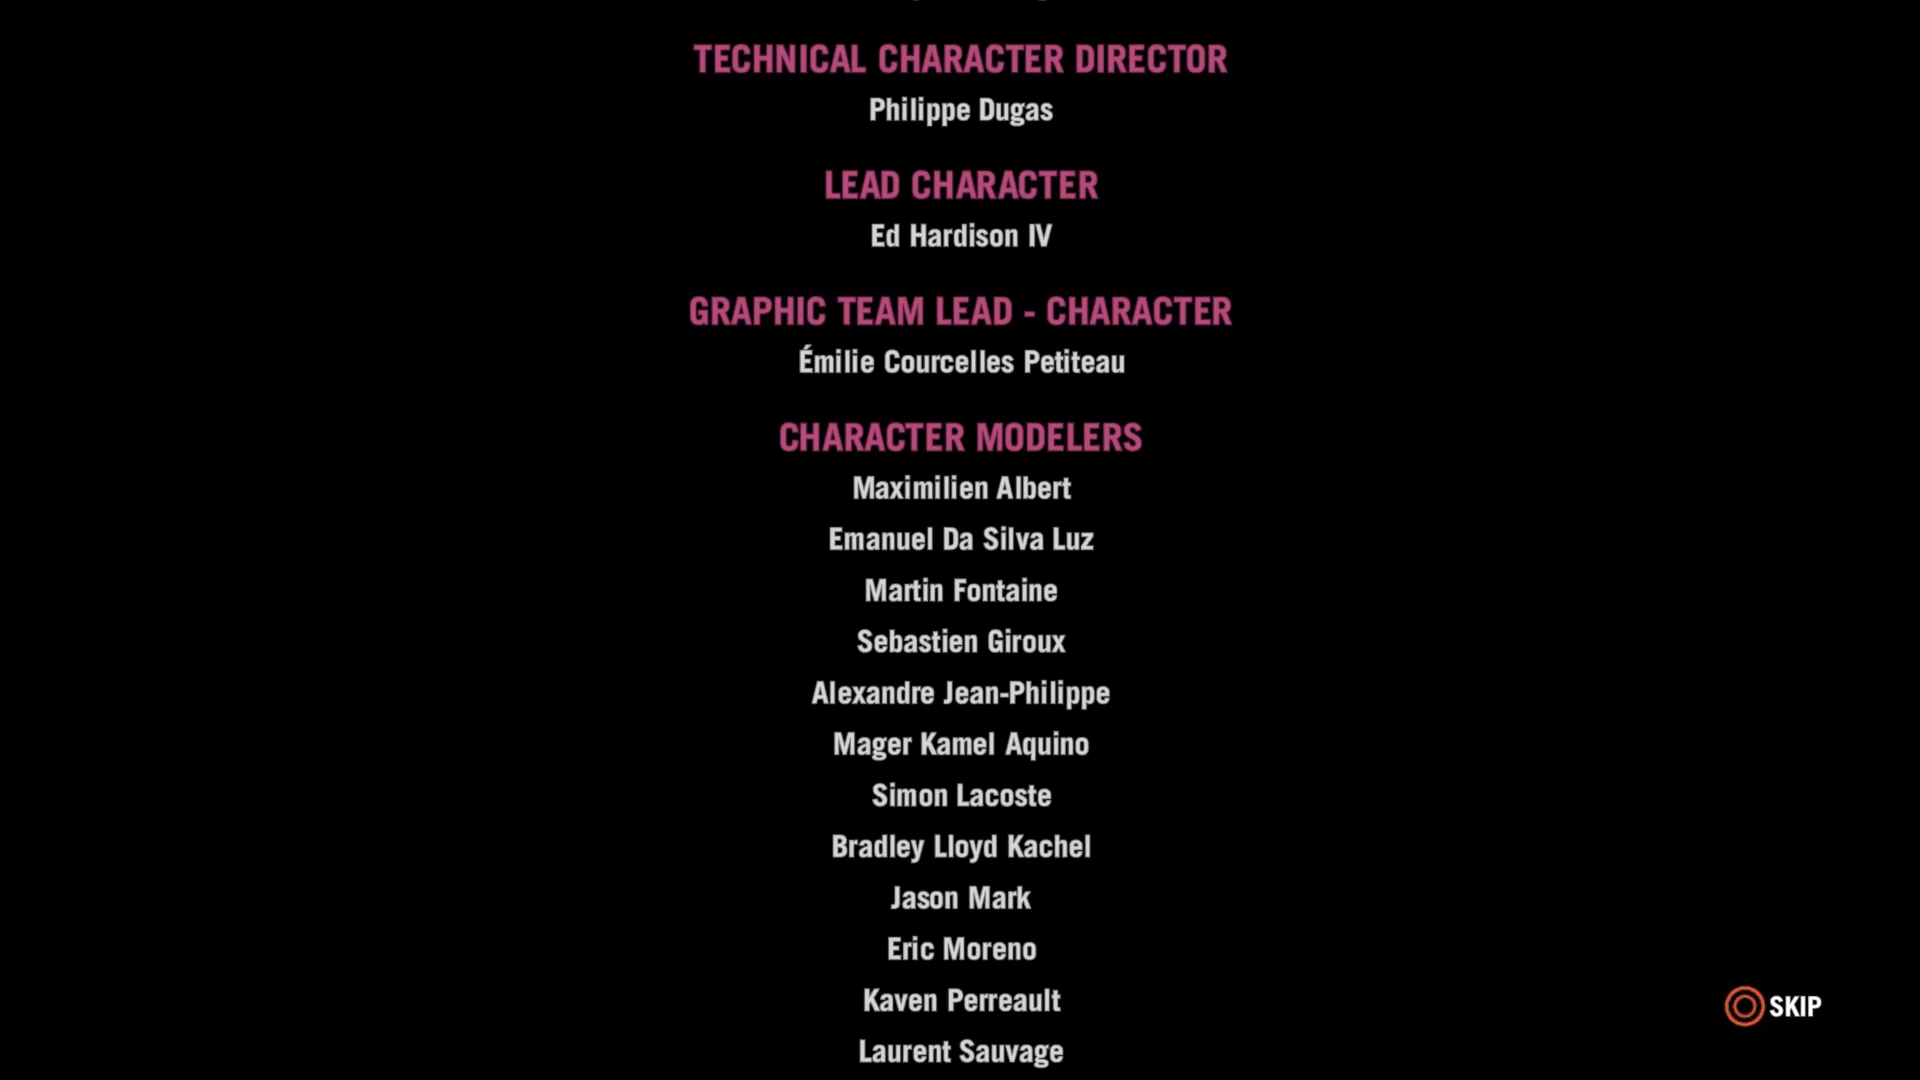 TECHNICAL CHARACTER DIRECTOR
Philippe Dugas
LEAD CHARACTER
Ed Hardison IV
GRAPHIC TEAM LEAD - CHARACTER
Émilie Courcelles Petiteau
CHARACTER MODELERS
Maximilien Albert
Emanuel Da Silva Luz
Martin Fontaine
Sebastien Giroux
Alexandre Jean-Philippe
Mager Kamel Aquino
Simon Lacoste
Bradley Lloyd Kachel
Jason Mark
Eric Moreno
Kaven Perreault
SKIP
Laurent Sauvage